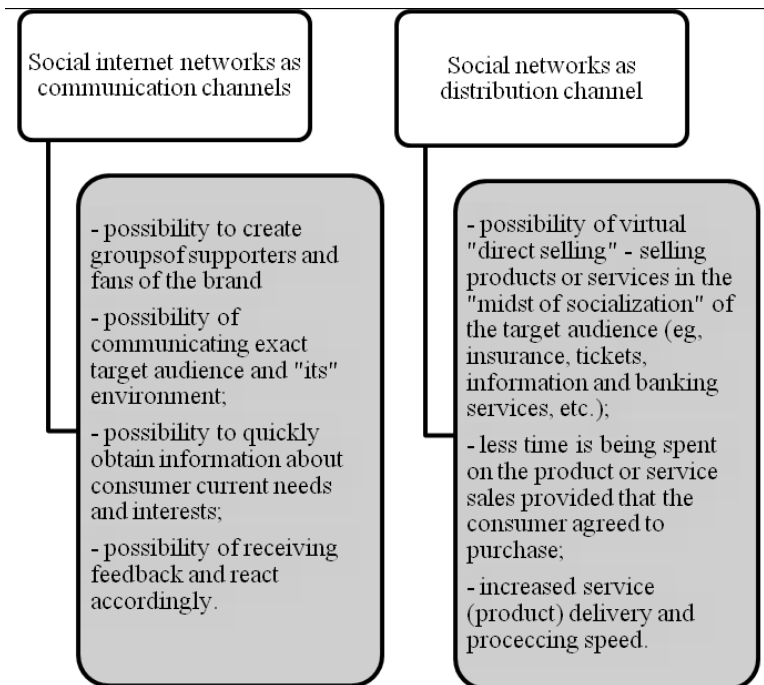 Social internet networks as
communication channels
- possibility to create
groupsof supporters and
fans of the brand
- possibility of
communicating exact
target audience and "its"
environment;
- possibility to quickly
obtain information about
consumer current needs
and interests;
- possibility of receiving
feedback and react
accordingly.
Social networks as
distribution channel
- possibility of virtual
"direct selling" - selling
products or services in the
"midst of socialization" of
the target audience (eg,
insurance, tickets,
information and banking
services, etc.);
- less time is being spent
on the product or service
sales provided that the
consumer agreed to
purchase;
- increased service
(product) delivery and
proceccing speed.